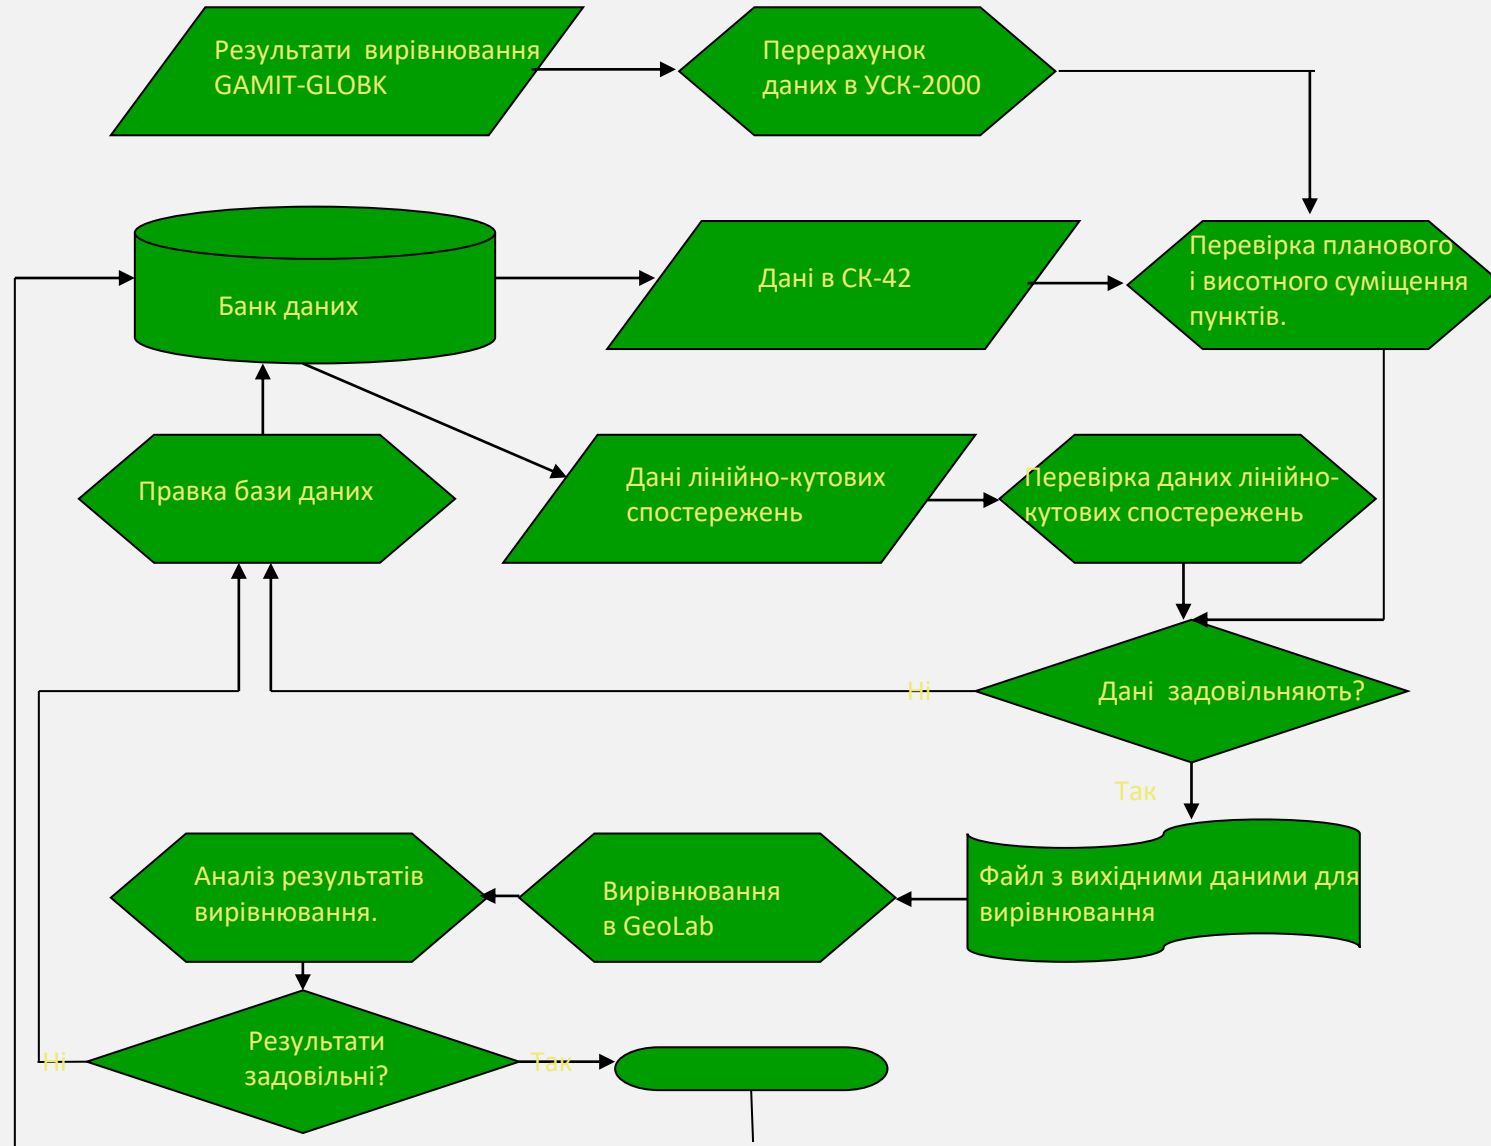 Результати  вирівнювання
GAMIT-GLOBK
Перерахунок
даних в УСК-2000
Банк даних
Дані в СК-42
Перевірка планового
і висотного суміщення
пунктів.
Правка бази даних
Дані лінійно-кутових
спостережень
Перевірка даних лінійно-
кутових спостережень
Ні
Дані  задовільняють?
Так
Аналіз результатів
вирівнювання.
Вирівнювання
в GeoLab
Файл з вихідними даними для
вирівнювання
Ні
Результати
задовільні?
Так